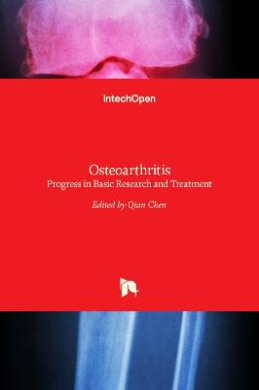 IntechOpen
Osteoarthritis
Progress in Basic Research and Treatment
Edited by Qian Chen